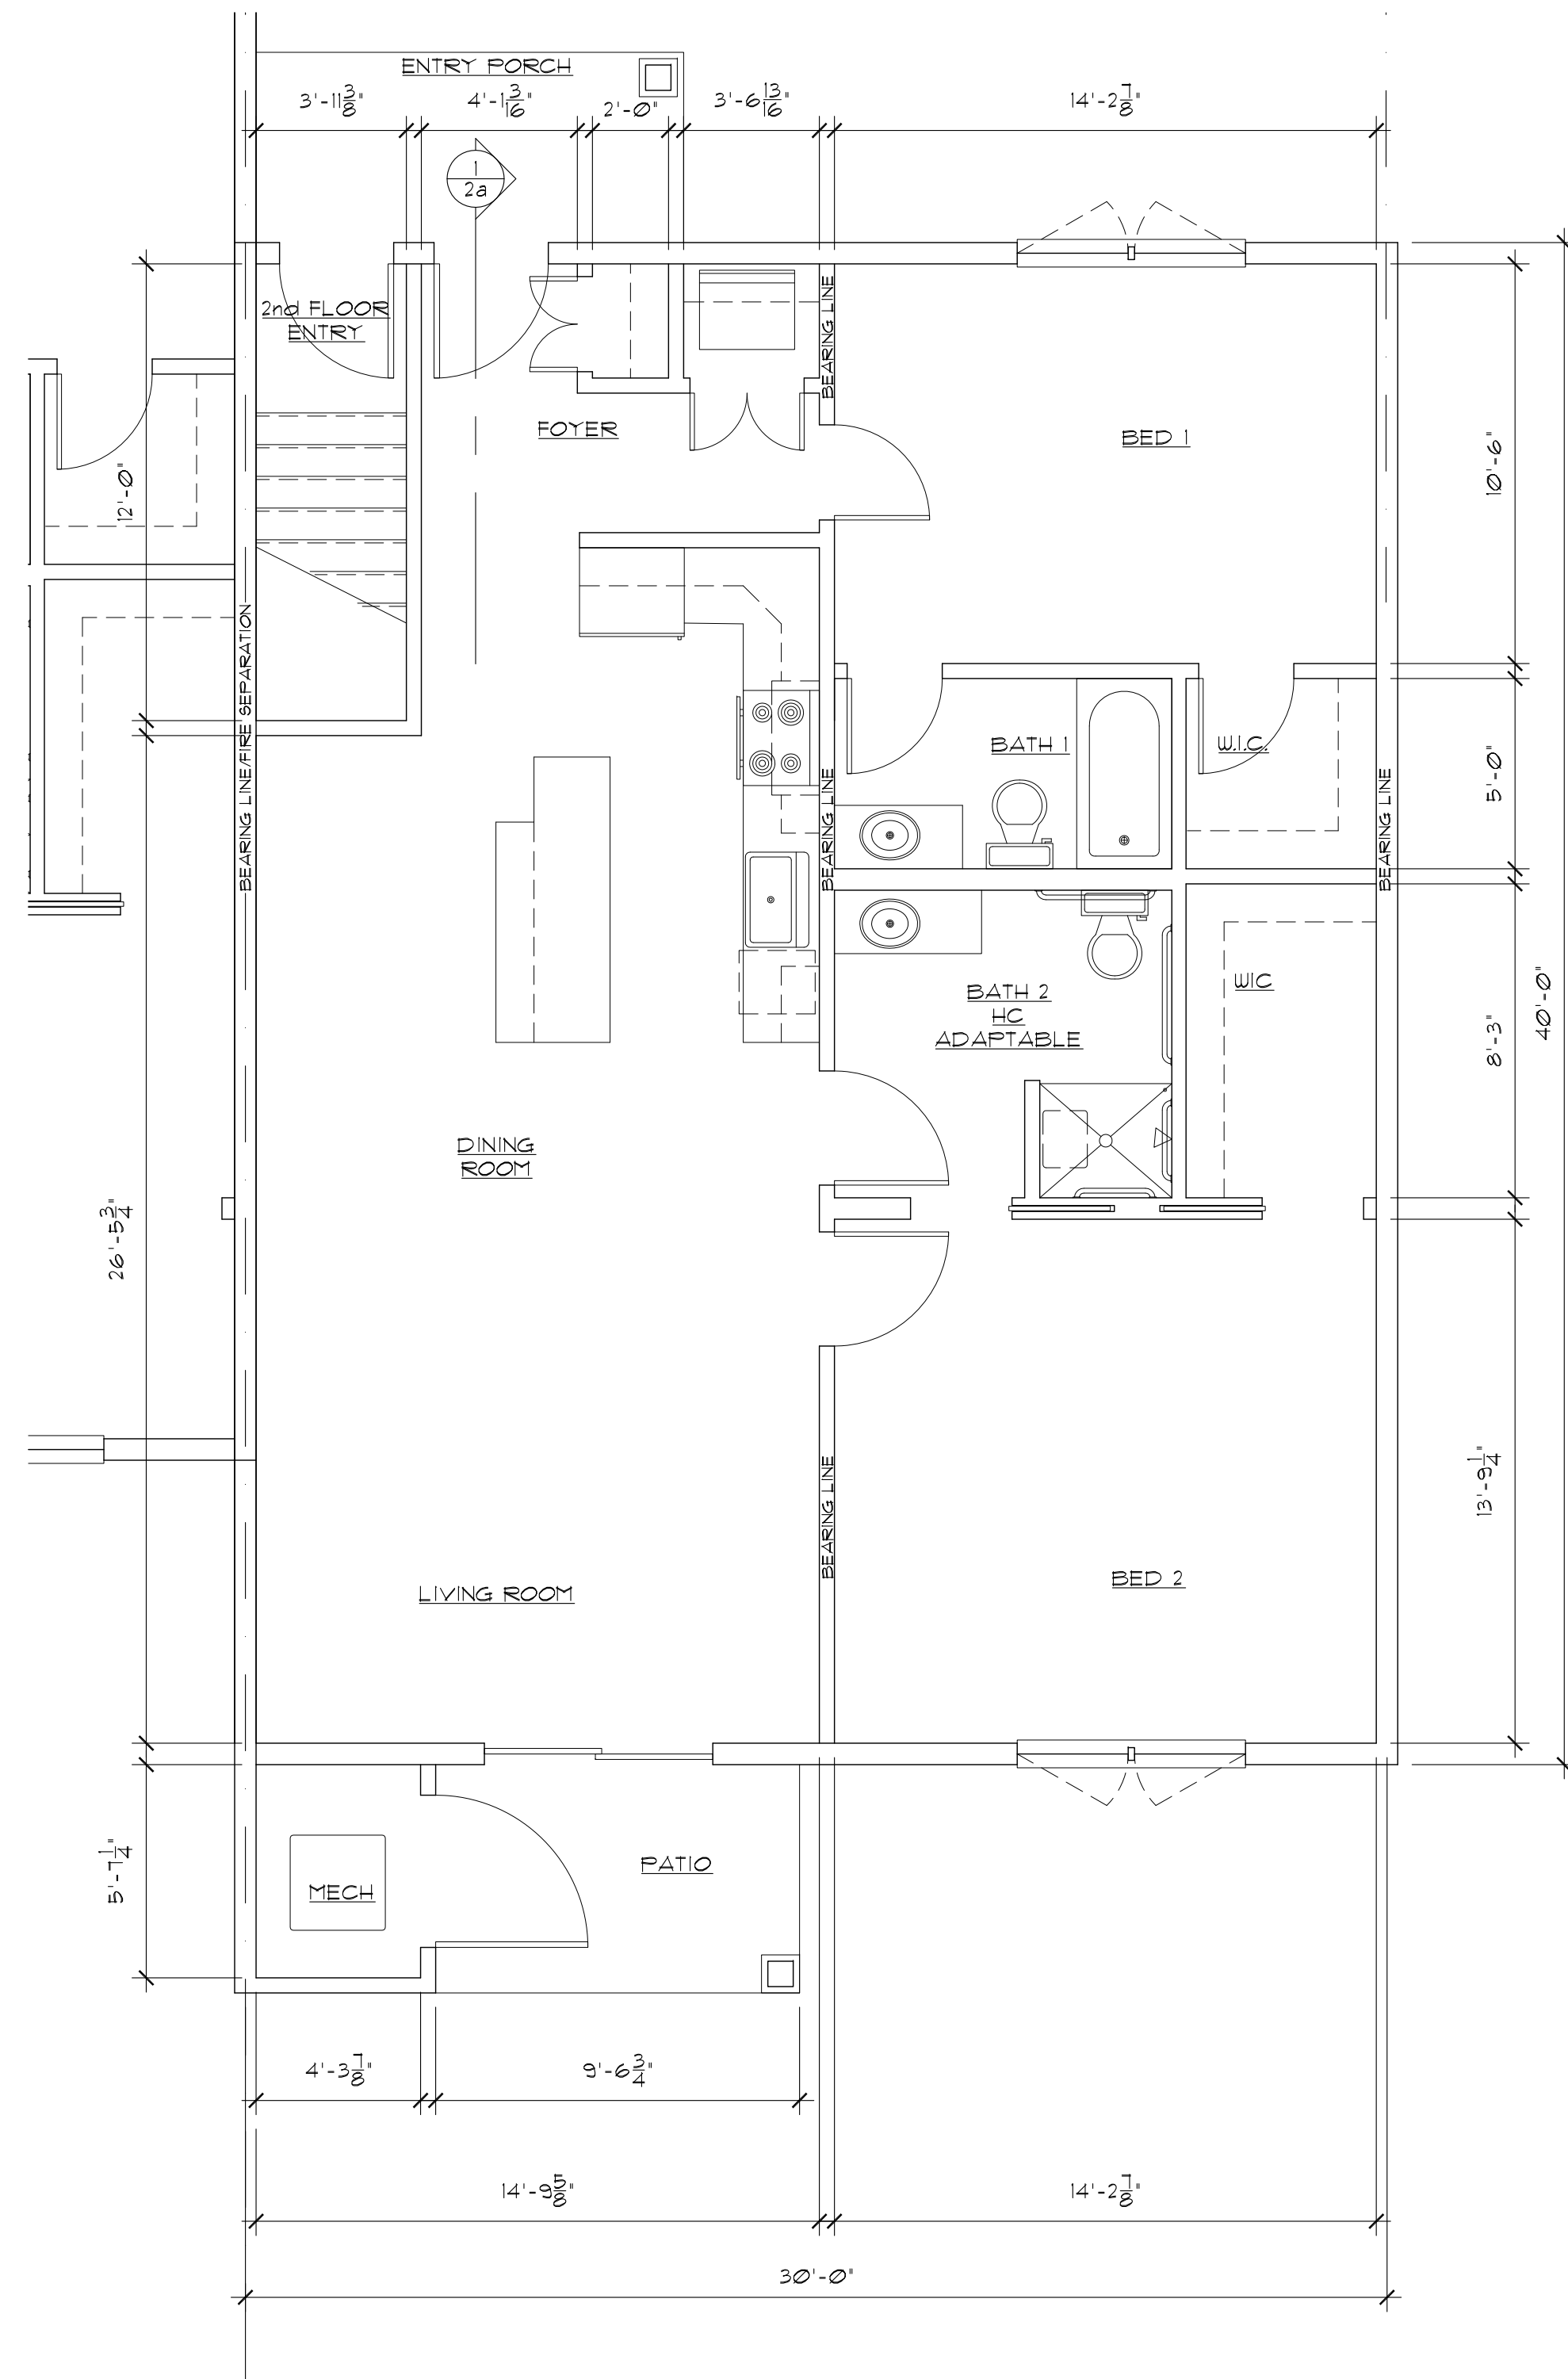 ENTRY PORCH
3'-11 3/8"
4'-1 3/16"
2'-0"
3'-6 13/16"
14'-2 7/8"
1
2a
2nd FLOOR
ENTRY
BEARING LINE
FOYER
BED 1
12'-0"
10'-6"
BEARING LINE/FIRE SEPARATION
BATH 1
W.I.C.
5'-0"
BEARING LINE
BEARING LINE
WIC
BATH 2
HC
ADAPTABLE
8'-3"
40'-0"
DINING
ROOM
26'-5 3/4"
BEARING LINE
13'-9 1/4"
LIVING ROOM
BED 2
5'-7 1/4"
MECH
PATIO
4'-3 7/8"
9'-6 3/4"
14'-9 5/8"
14'-2 7/8"
30'-0"